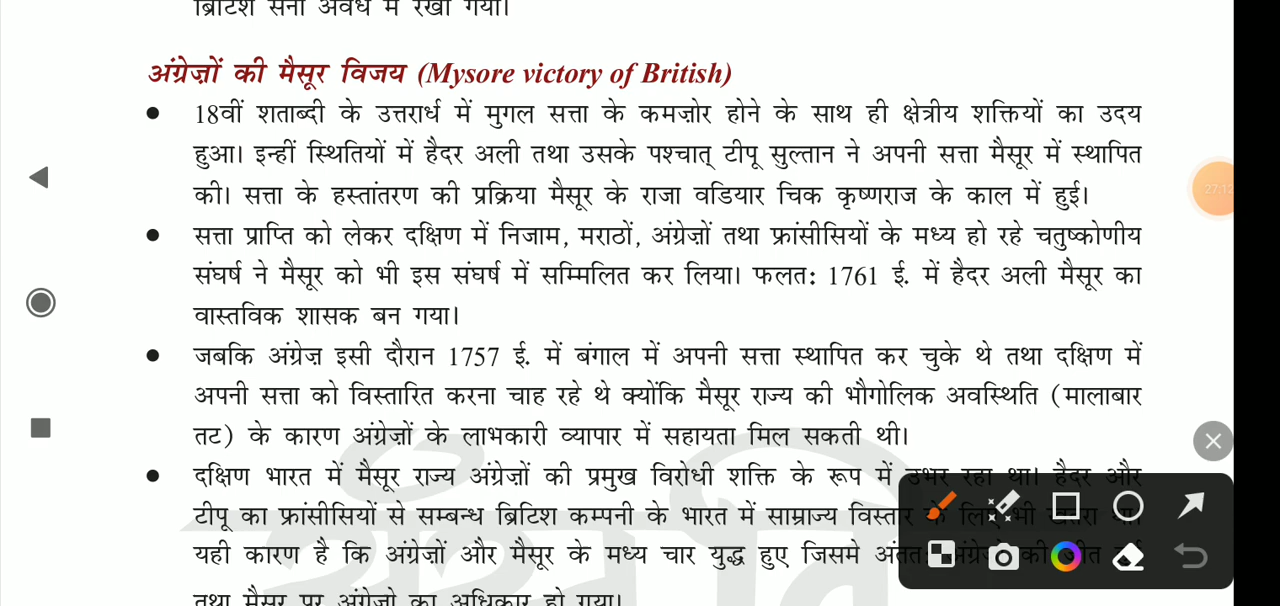 ब्रिटिश सेना अवध में रखी गयी।
अंग्रेज़ों की मैसूर विजय (Mysore victory of British)
● 18वीं शताब्दी के उत्तरार्ध में मुगल सत्ता के कमज़ोर होने के साथ ही क्षेत्रीय शक्तियों का उदय
हुआ। इन्हीं स्थितियों में हैदर अली तथा उसके पश्चात् टीपू सुल्तान ने अपनी सत्ता मैसूर में स्थापित
की। सत्ता के हस्तांतरण की प्रक्रिया मैसूर के राजा वडियार चिक कृष्णराज के काल में हुई।
● सत्ता प्राप्ति को लेकर दक्षिण में निजाम, मराठों, अंग्रेज़ों तथा फ्रांसीसियों के मध्य हो रहे चतुष्कोणीय
संघर्ष ने मैसूर को भी इस संघर्ष में सम्मिलित कर लिया। फलत: 1761 ई. में हैदर अली मैसूर का
वास्तविक शासक बन गया।
● जबकि अंग्रेज़ इसी दौरान 1757 ई. में बंगाल में अपनी सत्ता स्थापित कर चुके थे तथा दक्षिण में
अपनी सत्ता को विस्तारित करना चाह रहे थे क्योंकि मैसूर राज्य की भौगोलिक अवस्थिति (मालाबार
तट) के कारण अंग्रेज़ों के लाभकारी व्यापार में सहायता मिल सकती थी।
● दक्षिण भारत में मैसूर राज्य अंग्रेज़ों की प्रमुख विरोधी शक्ति के रूप में उभर रहा था। हैदर और
टीपू का फ्रांसीसियों से सम्बन्ध ब्रिटिश कम्पनी के भारत में साम्राज्य विस्तार के लिए भी खतरा था।
यही कारण है कि अंग्रेज़ों और मैसूर के मध्य चार युद्ध हुए जिसमे अंतत: अंग्रेज़ों की जीत हुई
तथा मैसूर पर अंग्रेज़ों का अधिकार हो गया।
27:12